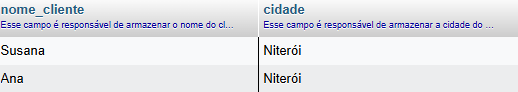 nome_cliente cidade
Esse campo é responsável de armazenar o nome do cl... Esse campo é responsável de armazenar a cidade do ...
Susana Niterói
Ana Niterói